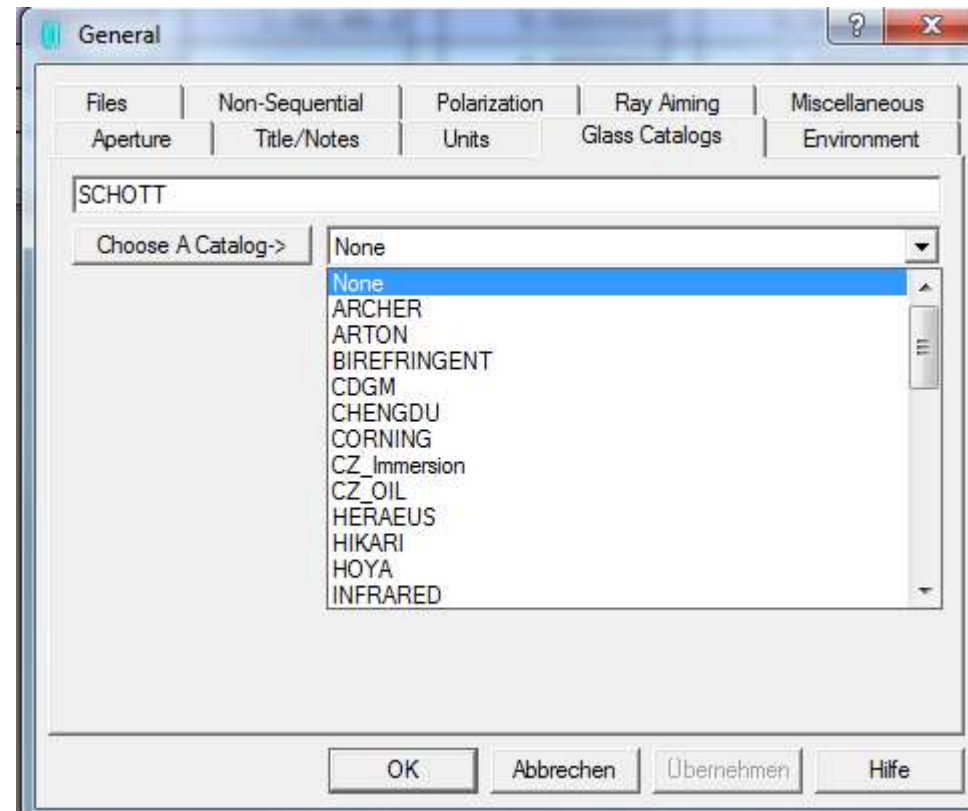 General
Files Non-Sequential Polarization Ray Aiming Miscellaneous
Aperture Title/Notes Units Glass Catalogs Environment
SCHOTT
Choose A Catalog-> None
None
ARCHER
ARTON
BIREFRINGENT
CDGM
CHENGDU
CORNING
CZ_Immersion
CZ_OIL
HERAEUS
HIKARI
HOYA
INFRARED
OK Abbrechen Übernehmen Hilfe